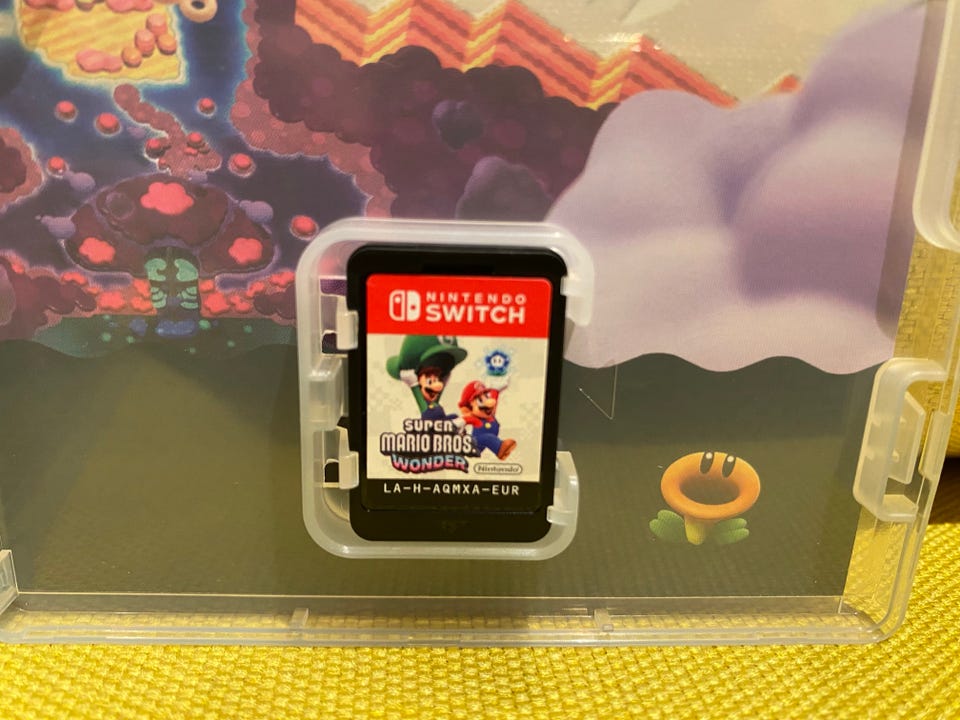 NINTENDO
SWITCH
SUPER
MARIO BROS.
WONDER
Nintendo
LA-H-AQMXA-EUR